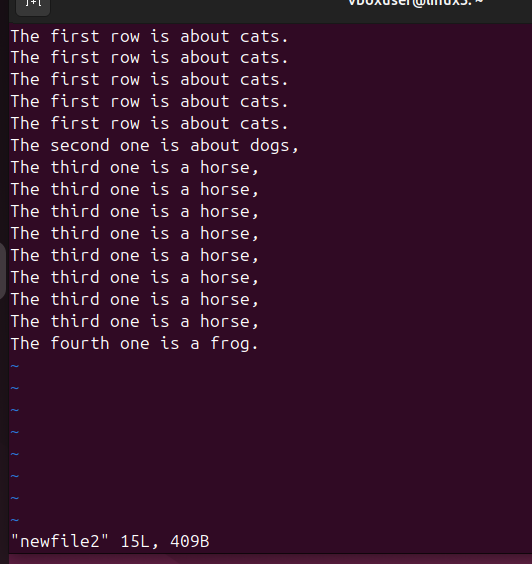 The first row is about cats.
The first row is about cats.
The first row is about cats.
The first row is about cats.
The first row is about cats.
The second one is about dogs,
The third one is a horse,
The third one is a horse,
The third one is a horse,
The third one is a horse,
The third one is a horse,
The third one is a horse,
The third one is a horse,
The third one is a horse,
The fourth one is a frog.
~
~
~
~
~
~
~
~
"newfile2" 15L, 409B